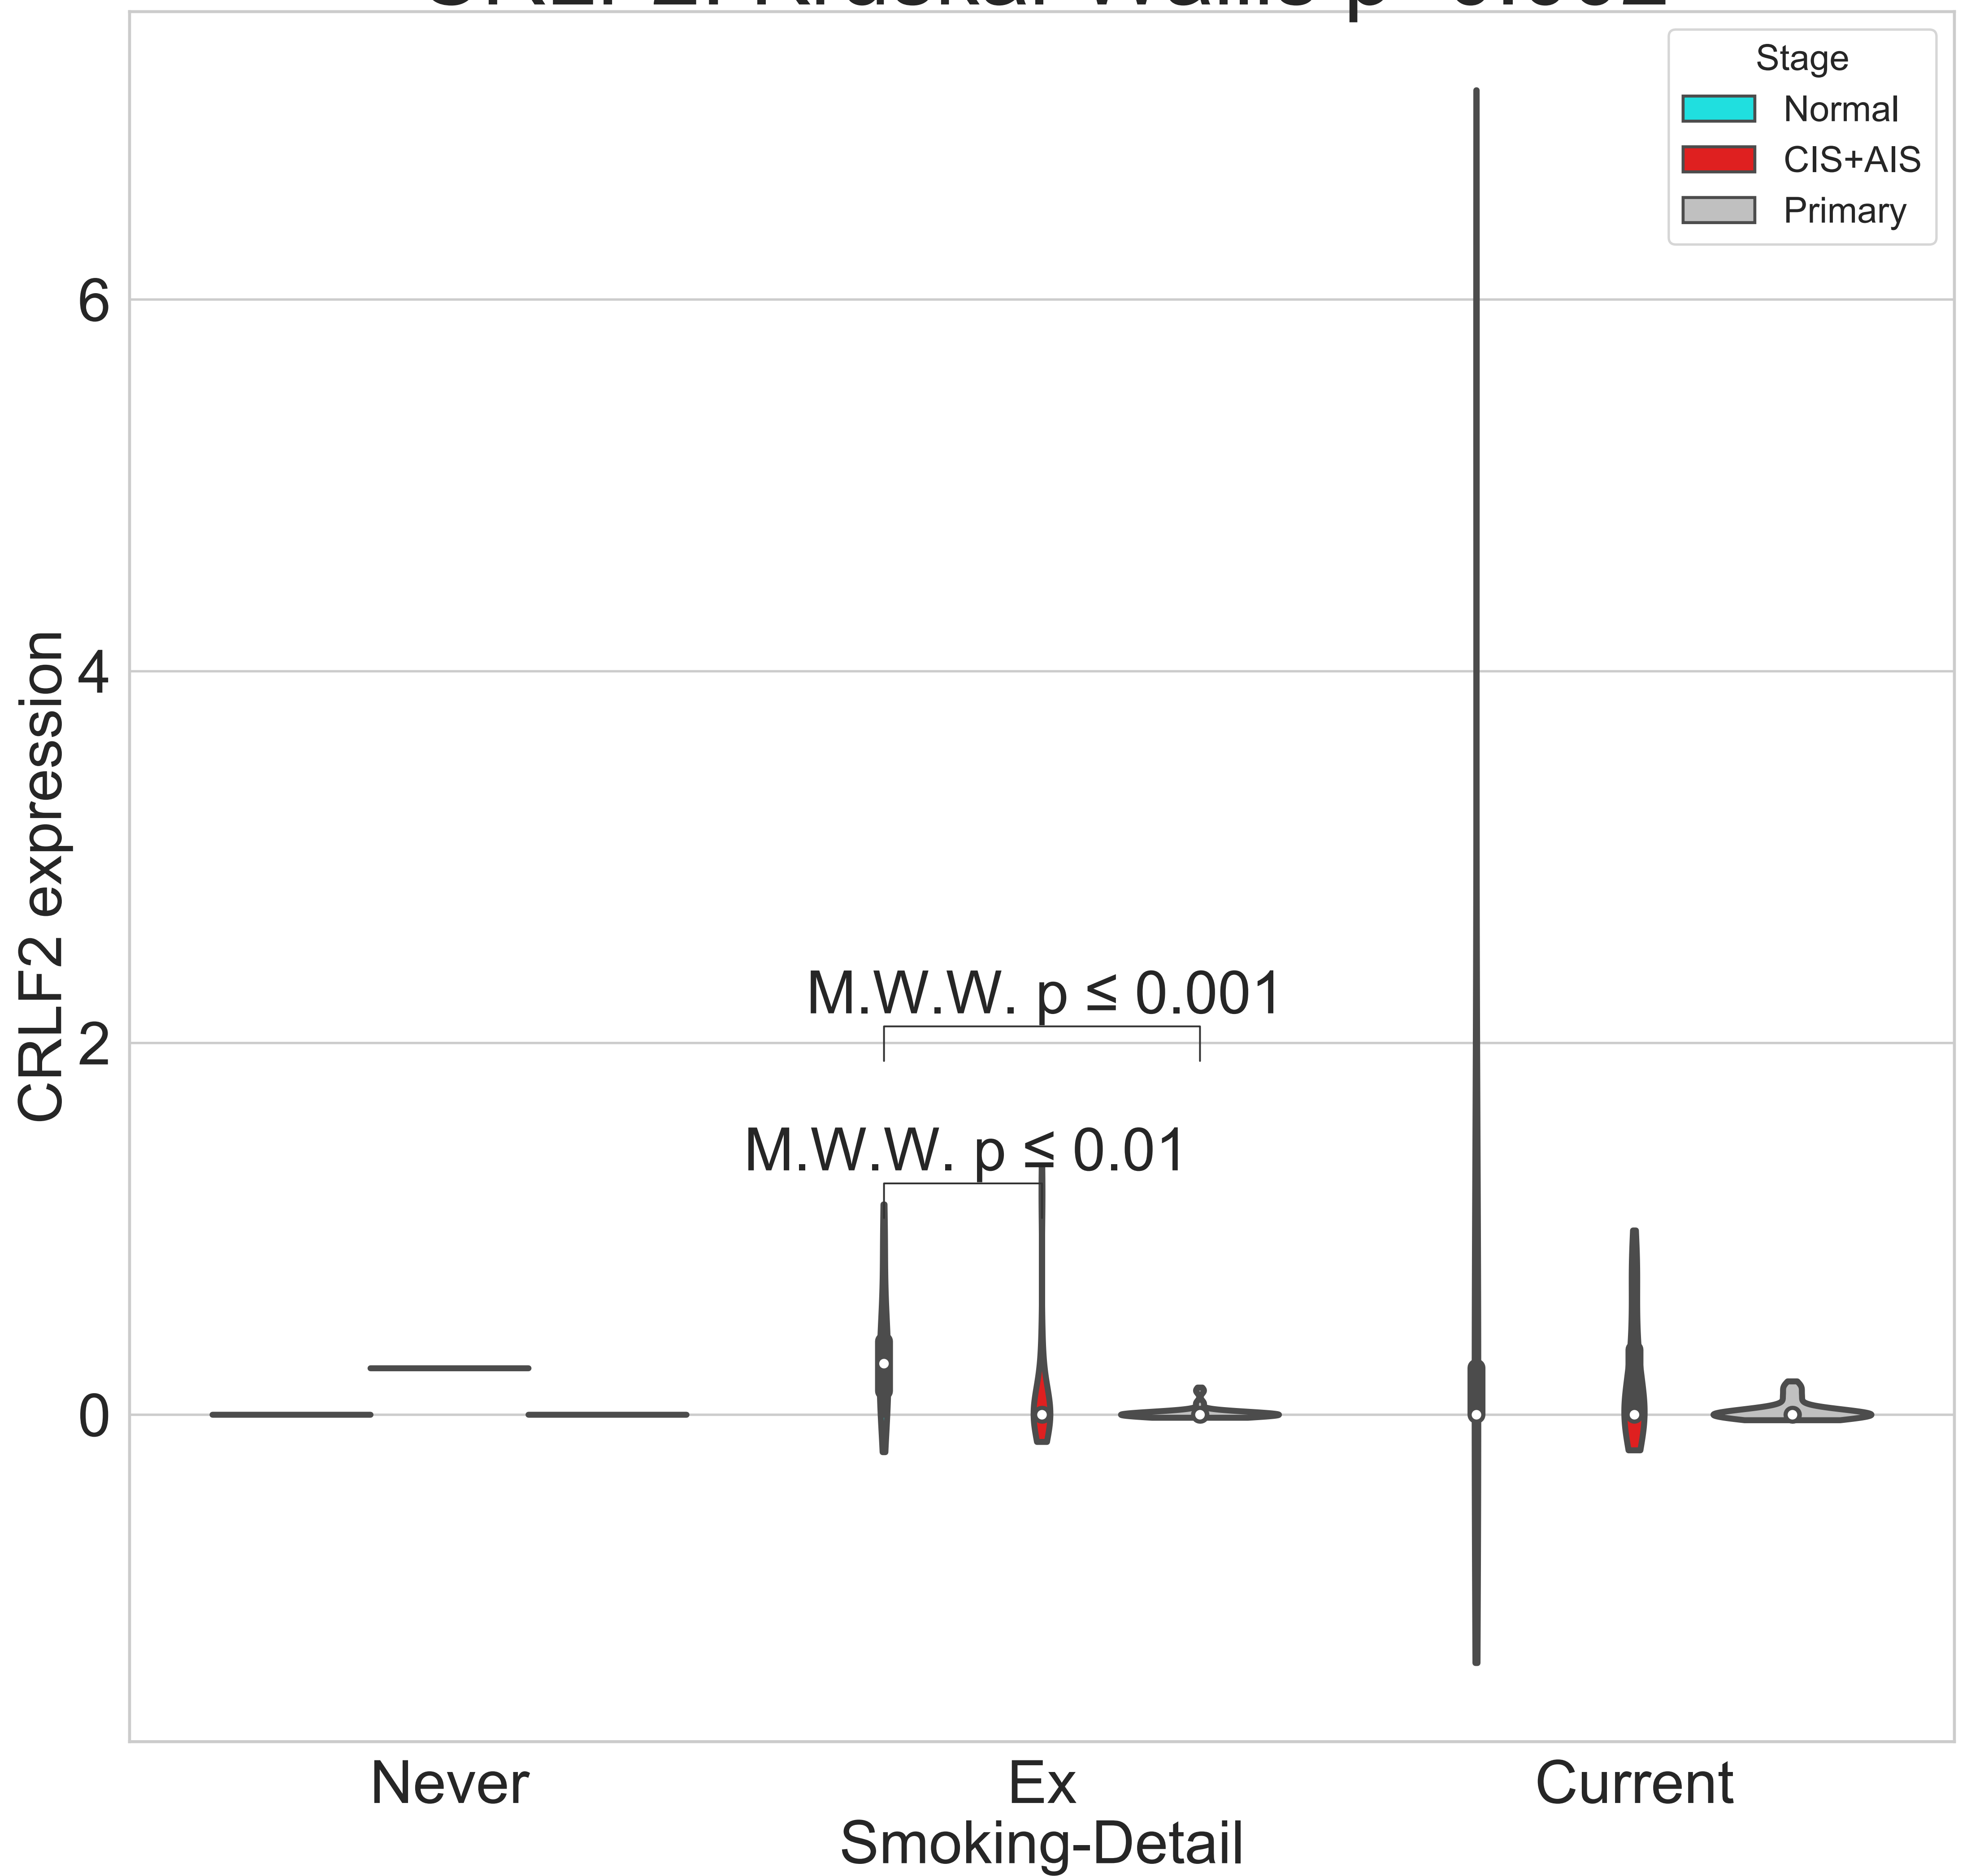 Stage
Normal
CIS+AIS
Primary
6
4
2
0
CRLF2 expression
M.W.W. p ≤ 0.001
M.W.W. p ≤ 0.01
Never
Ex
Current
Smoking-Detail